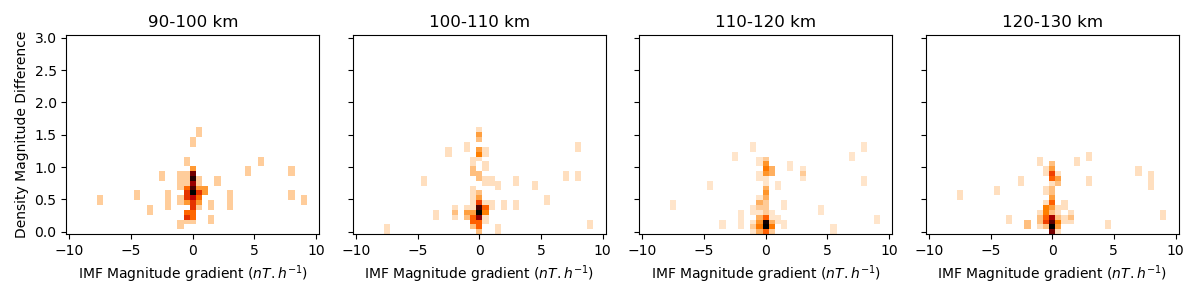 90-100 km 100-110 km 110-120 km 120-130 km
Density Magnitude Difference
3.0
2.5
2.0
1.5
1.0
0.5
0.0
−10 −5 0 5 10 −10 −5 0 5 10 −10 −5 0 5 10 −10 −5 0 5 10
IMF Magnitude gradient (nT.h⁻¹) IMF Magnitude gradient (nT.h⁻¹) IMF Magnitude gradient (nT.h⁻¹) IMF Magnitude gradient (nT.h⁻¹)